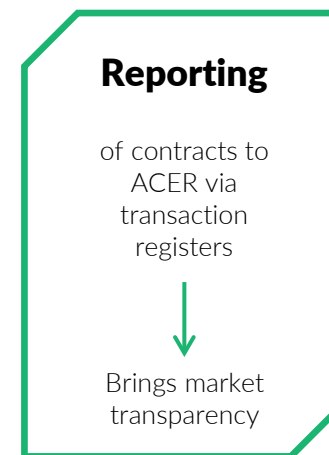 Reporting
of contracts to
ACER via
transaction
registers
Brings market
transparency